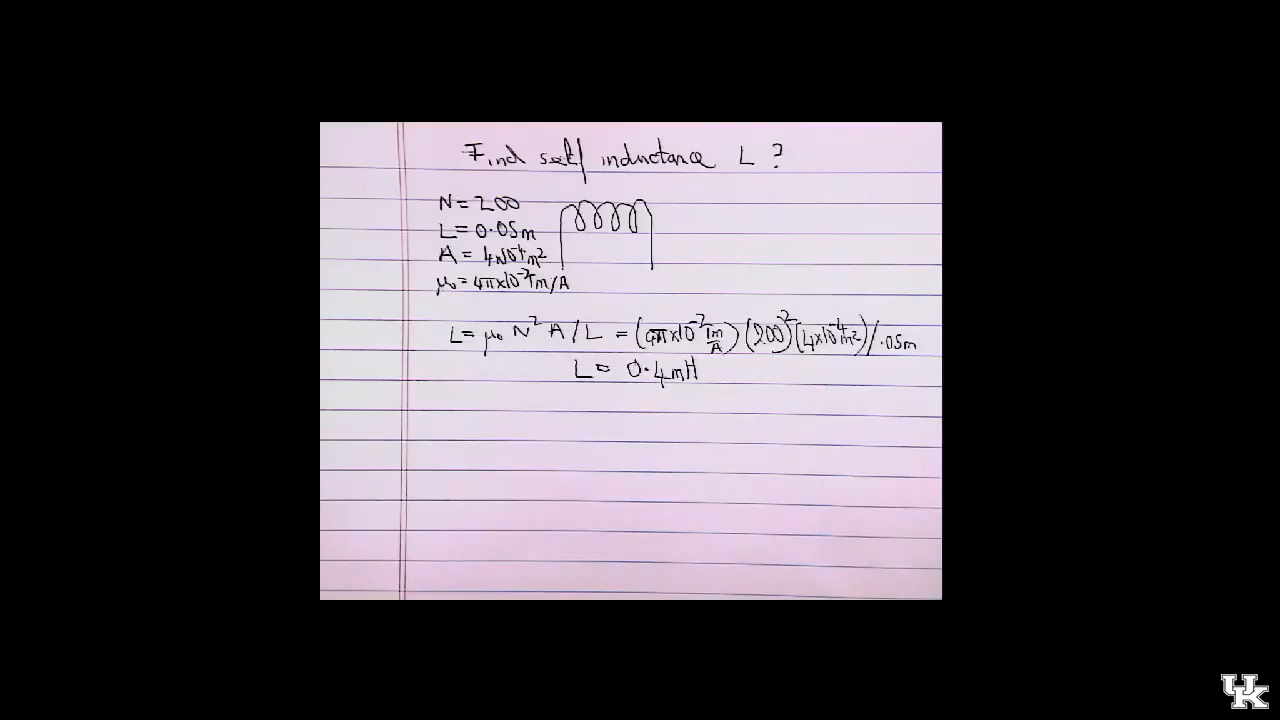 Find self inductance L ?
N = 200
L = 0.05m
A = 4x10⁻⁴m²
μ₀ = 4πx10⁻⁷Tm/A
L = μ₀ N² A / L = (4πx10⁻⁷ Tm/A) (200)² (4x10⁻⁴m²) / .05m
L = 0.4mH
UK